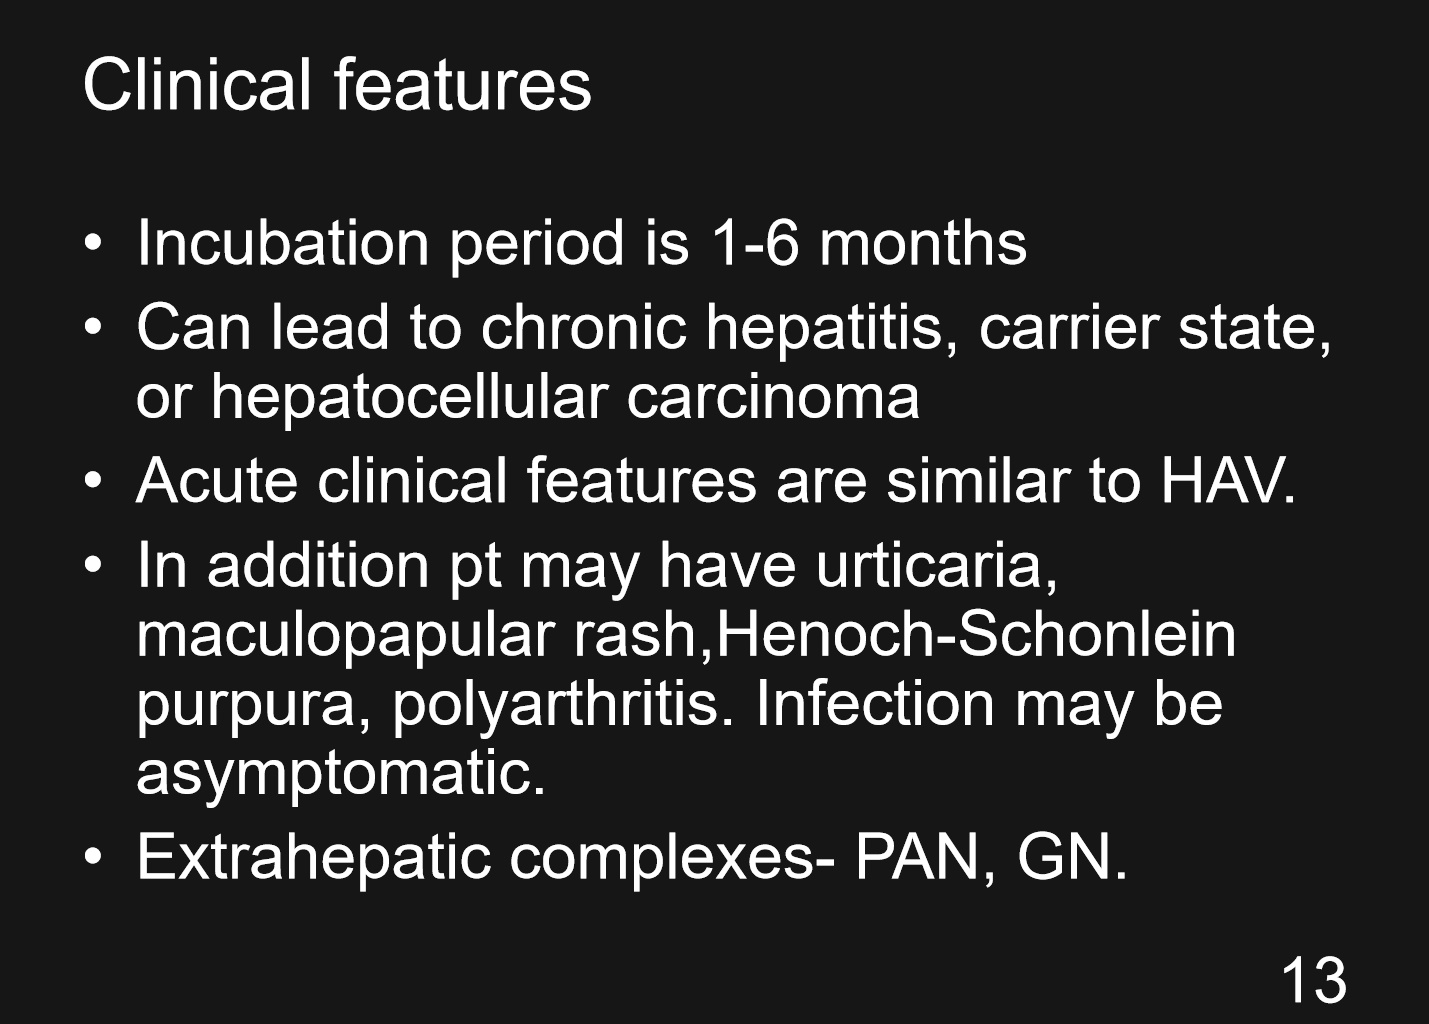 Clinical features
• Incubation period is 1-6 months
• Can lead to chronic hepatitis, carrier state,
or hepatocellular carcinoma
• Acute clinical features are similar to HAV.
• In addition pt may have urticaria,
maculopapular rash,Henoch-Schonlein
purpura, polyarthritis. Infection may be
asymptomatic.
• Extrahepatic complexes- PAN, GN.
13